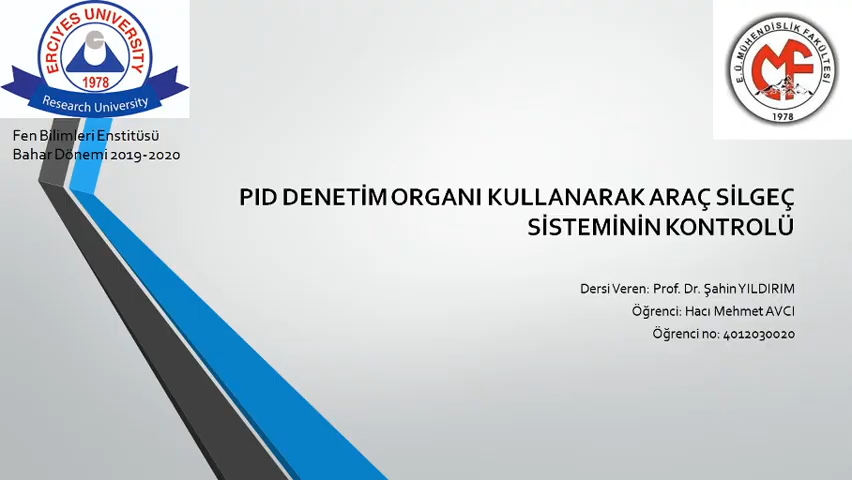 ERCIYES UNIVERSITY
1978
Research University
E.Ü. MÜHENDİSLİK FAKÜLTESİ
MF
1978
Fen Bilimleri Enstitüsü
Bahar Dönemi 2019-2020
PID DENETİM ORGANI KULLANARAK ARAÇ SİLGEÇ
SİSTEMİNİN KONTROLÜ
Dersi Veren: Prof. Dr. Şahin YILDIRIM
Öğrenci: Hacı Mehmet AVCI
Öğrenci no: 4012030020